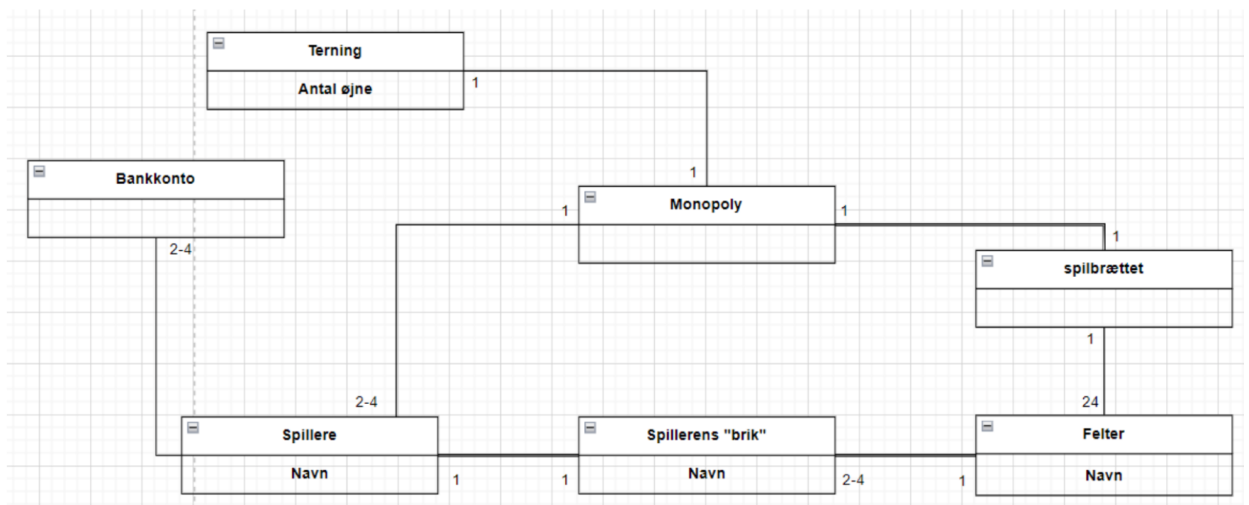 Terning
Antal øjne
1
Bankkonto
2-4
1
Monopoly
1
1
1
spilbrættet
1
2-4
24
Spillere
Navn
1
Spillerens "brik"
Navn
1
2-4
Felter
Navn
1